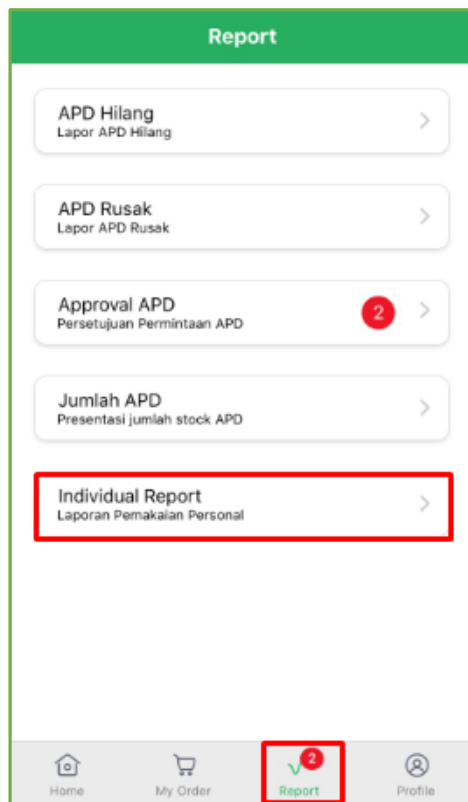 Report
APD Hilang
Lapor APD Hilang
APD Rusak
Lapor APD Rusak
Approval APD
Persetujuan Permintaan APD
2
Jumlah APD
Presentasi jumlah stock APD
Individual Report
Laporan Pemakaian Personal
2
Home
My Order
Report
Profile